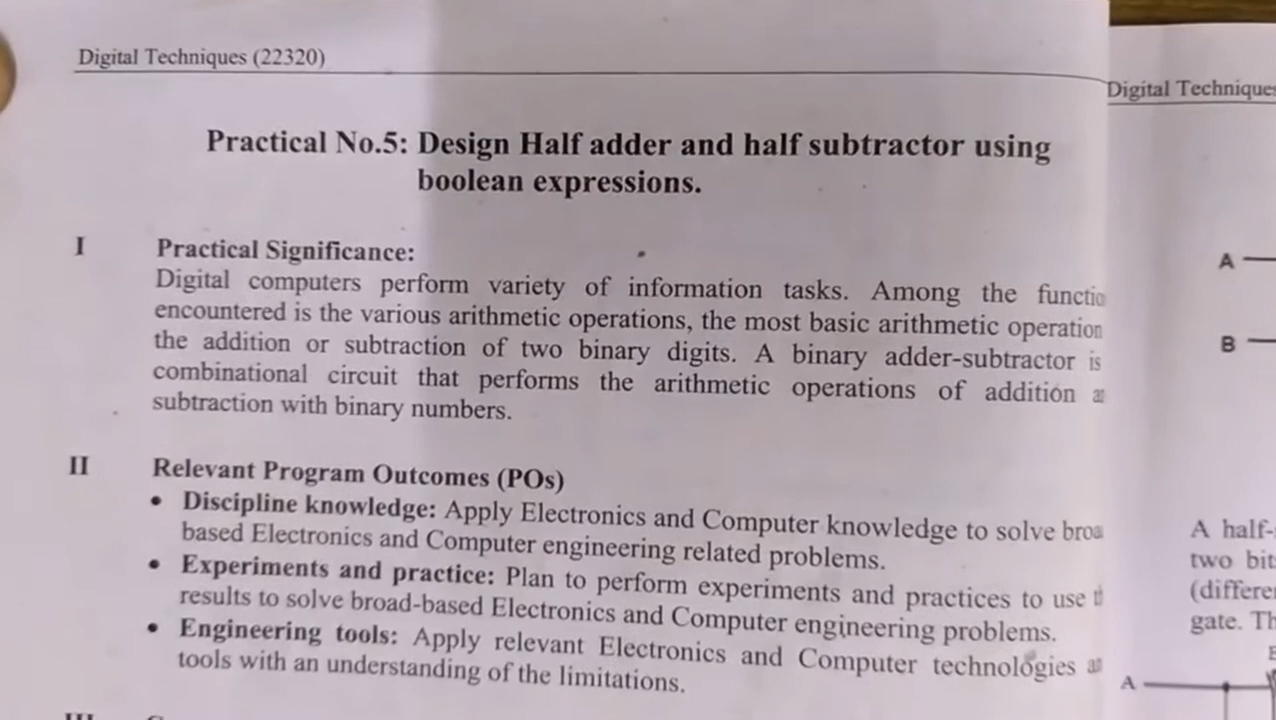 Digital Techniques (22320)
Practical No.5: Design Half adder and half subtractor using
boolean expressions.
I Practical Significance:
Digital computers perform variety of information tasks. Among the functio
encountered is the various arithmetic operations, the most basic arithmetic operation
the addition or subtraction of two binary digits. A binary adder-subtractor is
combinational circuit that performs the arithmetic operations of addition a
subtraction with binary numbers.
II Relevant Program Outcomes (POs)
• Discipline knowledge: Apply Electronics and Computer knowledge to solve broa
based Electronics and Computer engineering related problems.
• Experiments and practice: Plan to perform experiments and practices to use t
results to solve broad-based Electronics and Computer engineering problems.
• Engineering tools: Apply relevant Electronics and Computer technologies a
tools with an understanding of the limitations.
Digital Techniques
A
B
A half-
two bit
(differe
gate. Th
A